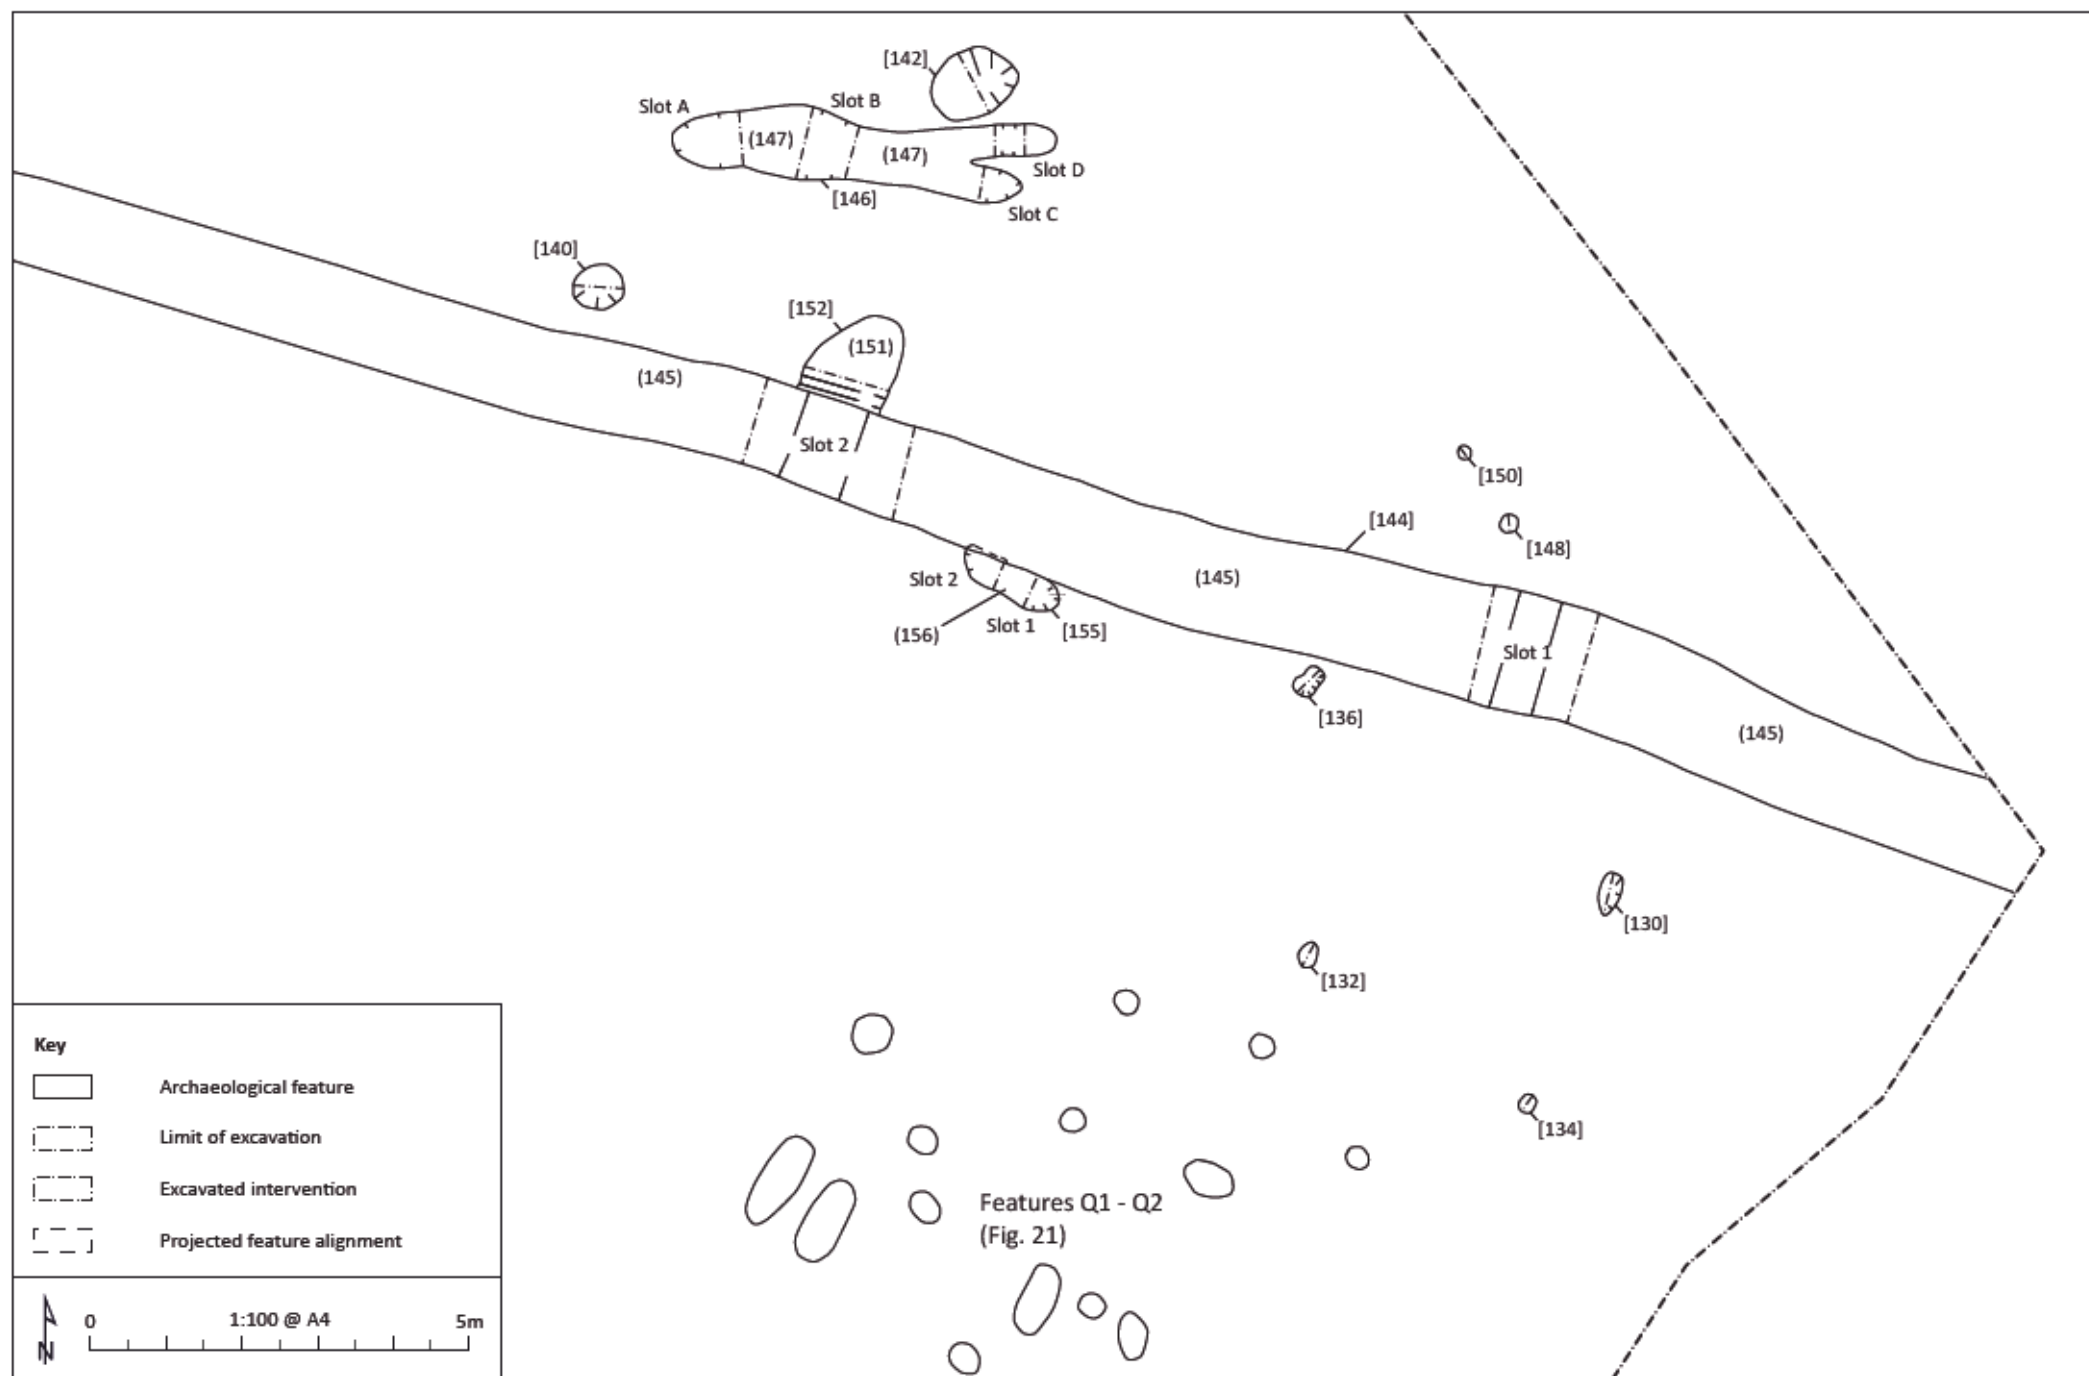 [142]
Slot A
Slot B
(147)
(147)
Slot D
[146]
Slot C
[140]
[152]
(151)
(145)
Slot 2
[150]
[144]
[148]
Slot 2
(145)
(156)
Slot 1
[155]
Slot 1
[136]
(145)
[130]
[132]
[134]
Features Q1 - Q2
(Fig. 21)
Key
Archaeological feature
Limit of excavation
Excavated intervention
Projected feature alignment
N
0 1:100 @ A4 5m